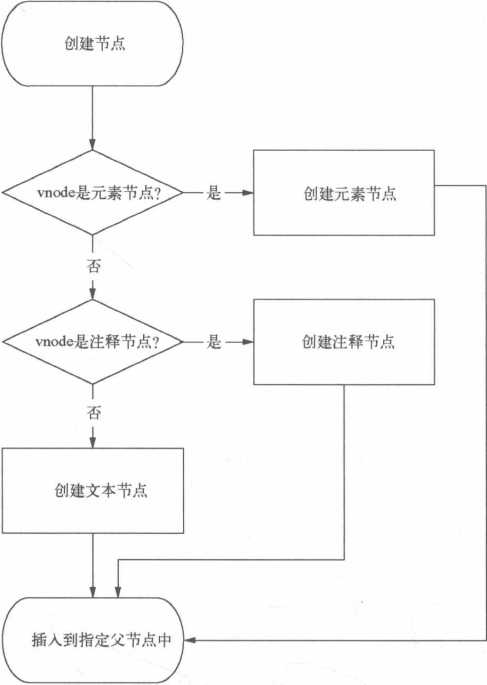 创建节点
vnode是元素节点?
是
创建元素节点
否
vnode是注释节点?
是
创建注释节点
否
创建文本节点
插入到指定父节点中